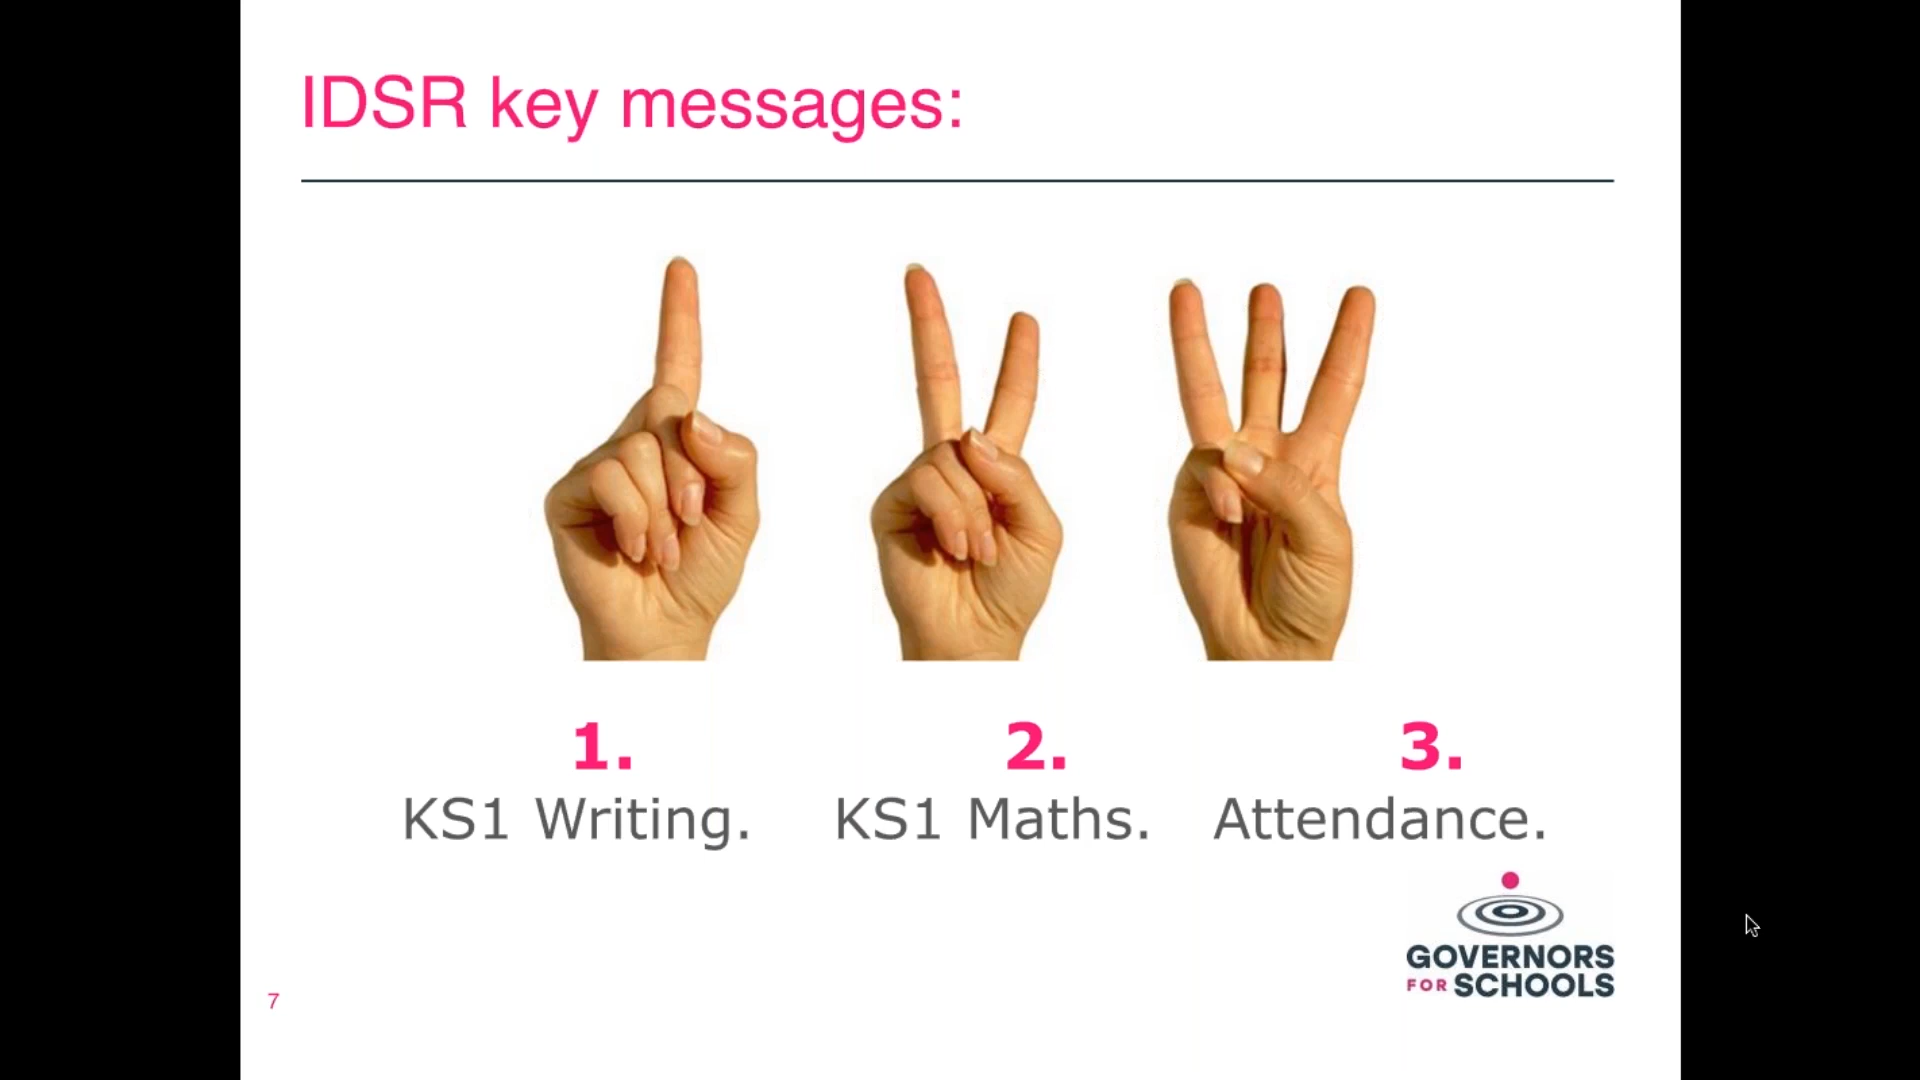 IDSR key messages:
1.
2.
3.
KS1 Writing.
KS1 Maths.
Attendance.
GOVERNORS
FOR SCHOOLS
7